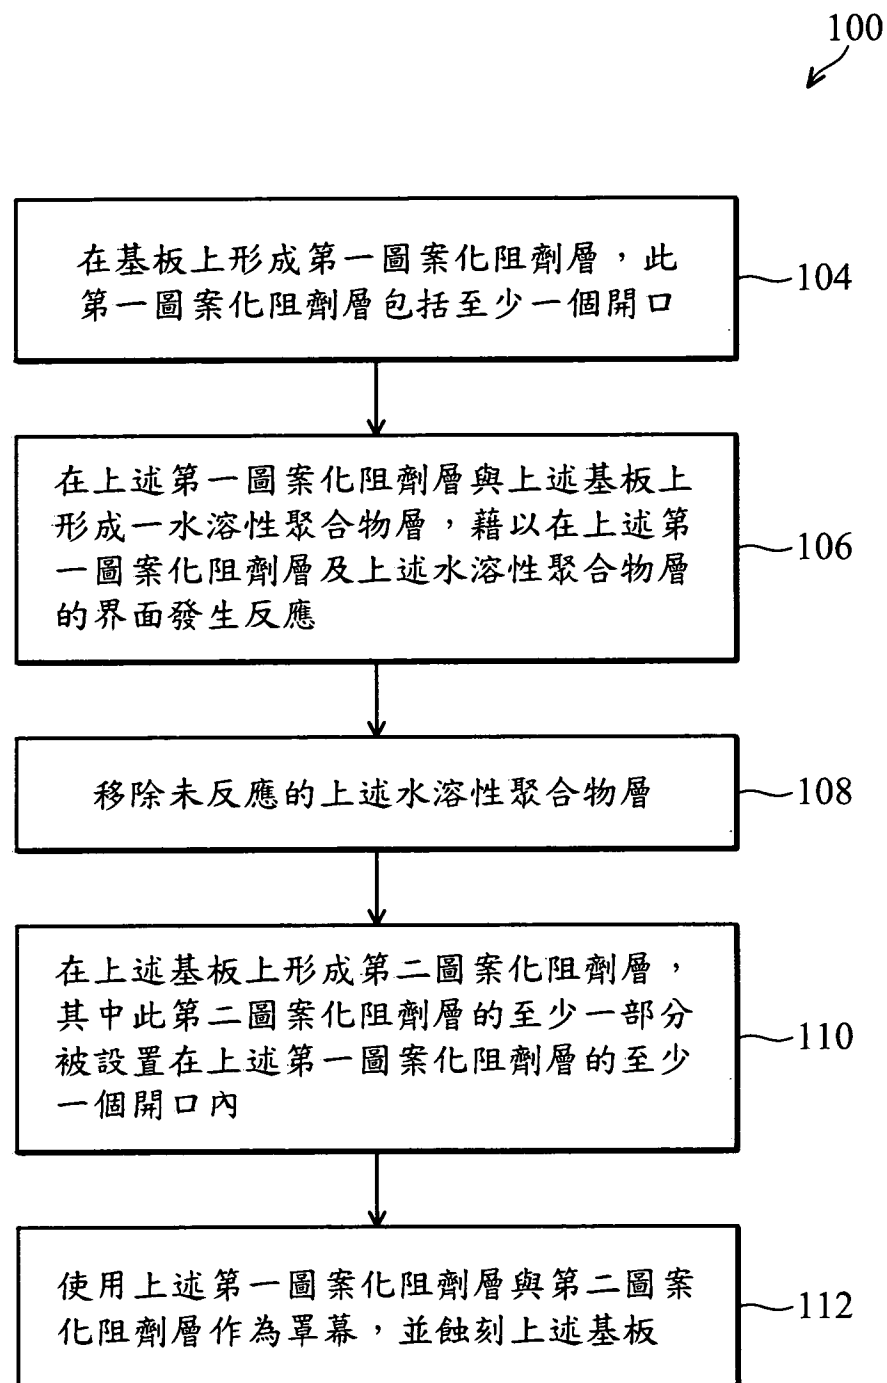 100
在基板上形成第一圖案化阻劑層，此
第一圖案化阻劑層包括至少一個開口
104
在上述第一圖案化阻劑層與上述基板上
形成一水溶性聚合物層，藉以在上述第
一圖案化阻劑層及上述水溶性聚合物層
的界面發生反應
106
移除未反應的上述水溶性聚合物層
108
在上述基板上形成第二圖案化阻劑層，
其中此第二圖案化阻劑層的至少一部分
被設置在上述第一圖案化阻劑層的至少
一個開口內
110
使用上述第一圖案化阻劑層與第二圖案
化阻劑層作為罩幕，並蝕刻上述基板
112